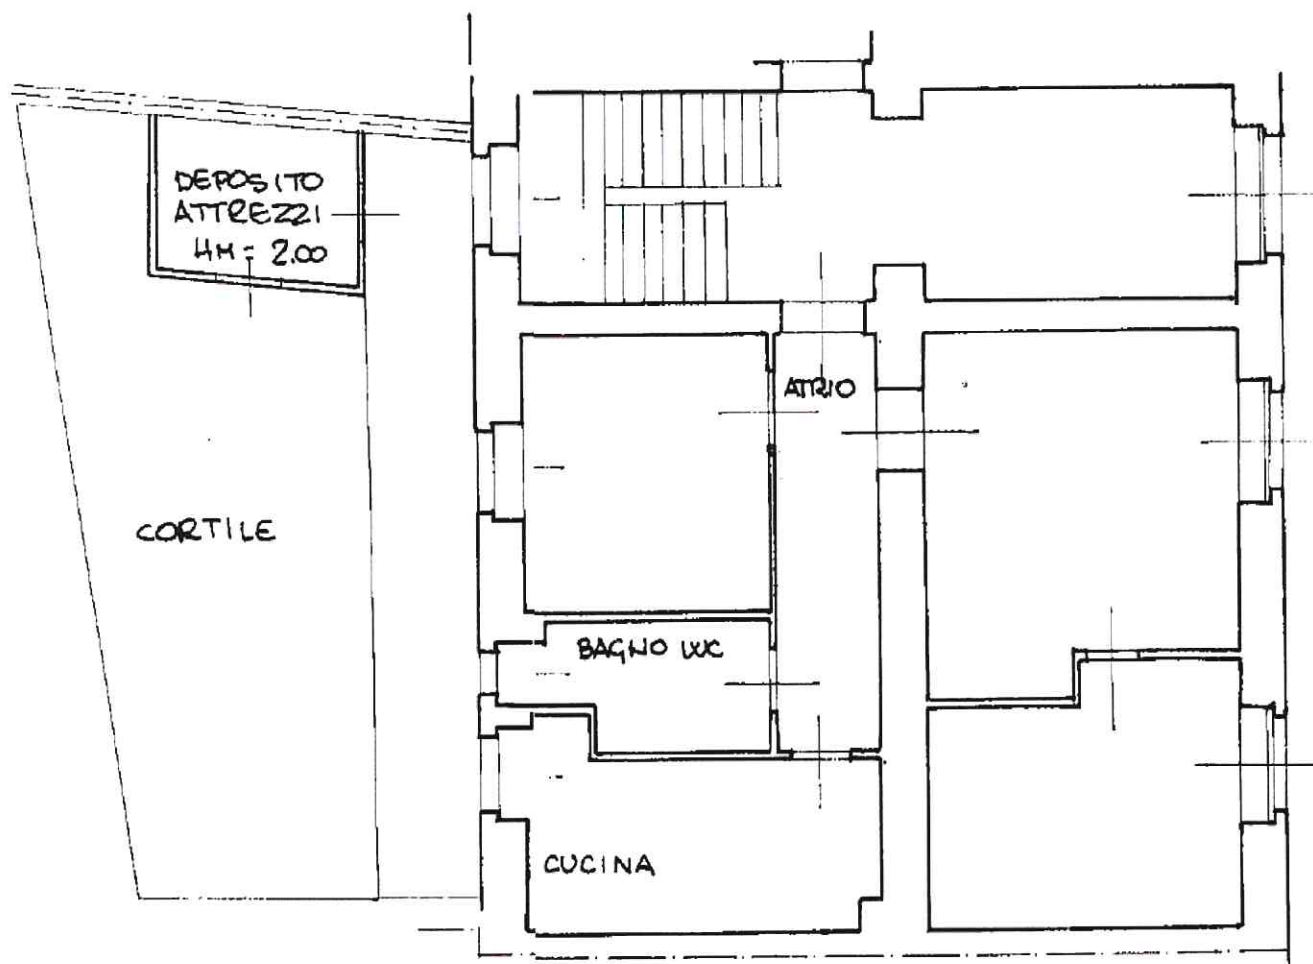 DEPOSITO
ATTREZZI
HM= 2.00
ATRIO
CORTILE
BAGNO WC
CUCINA